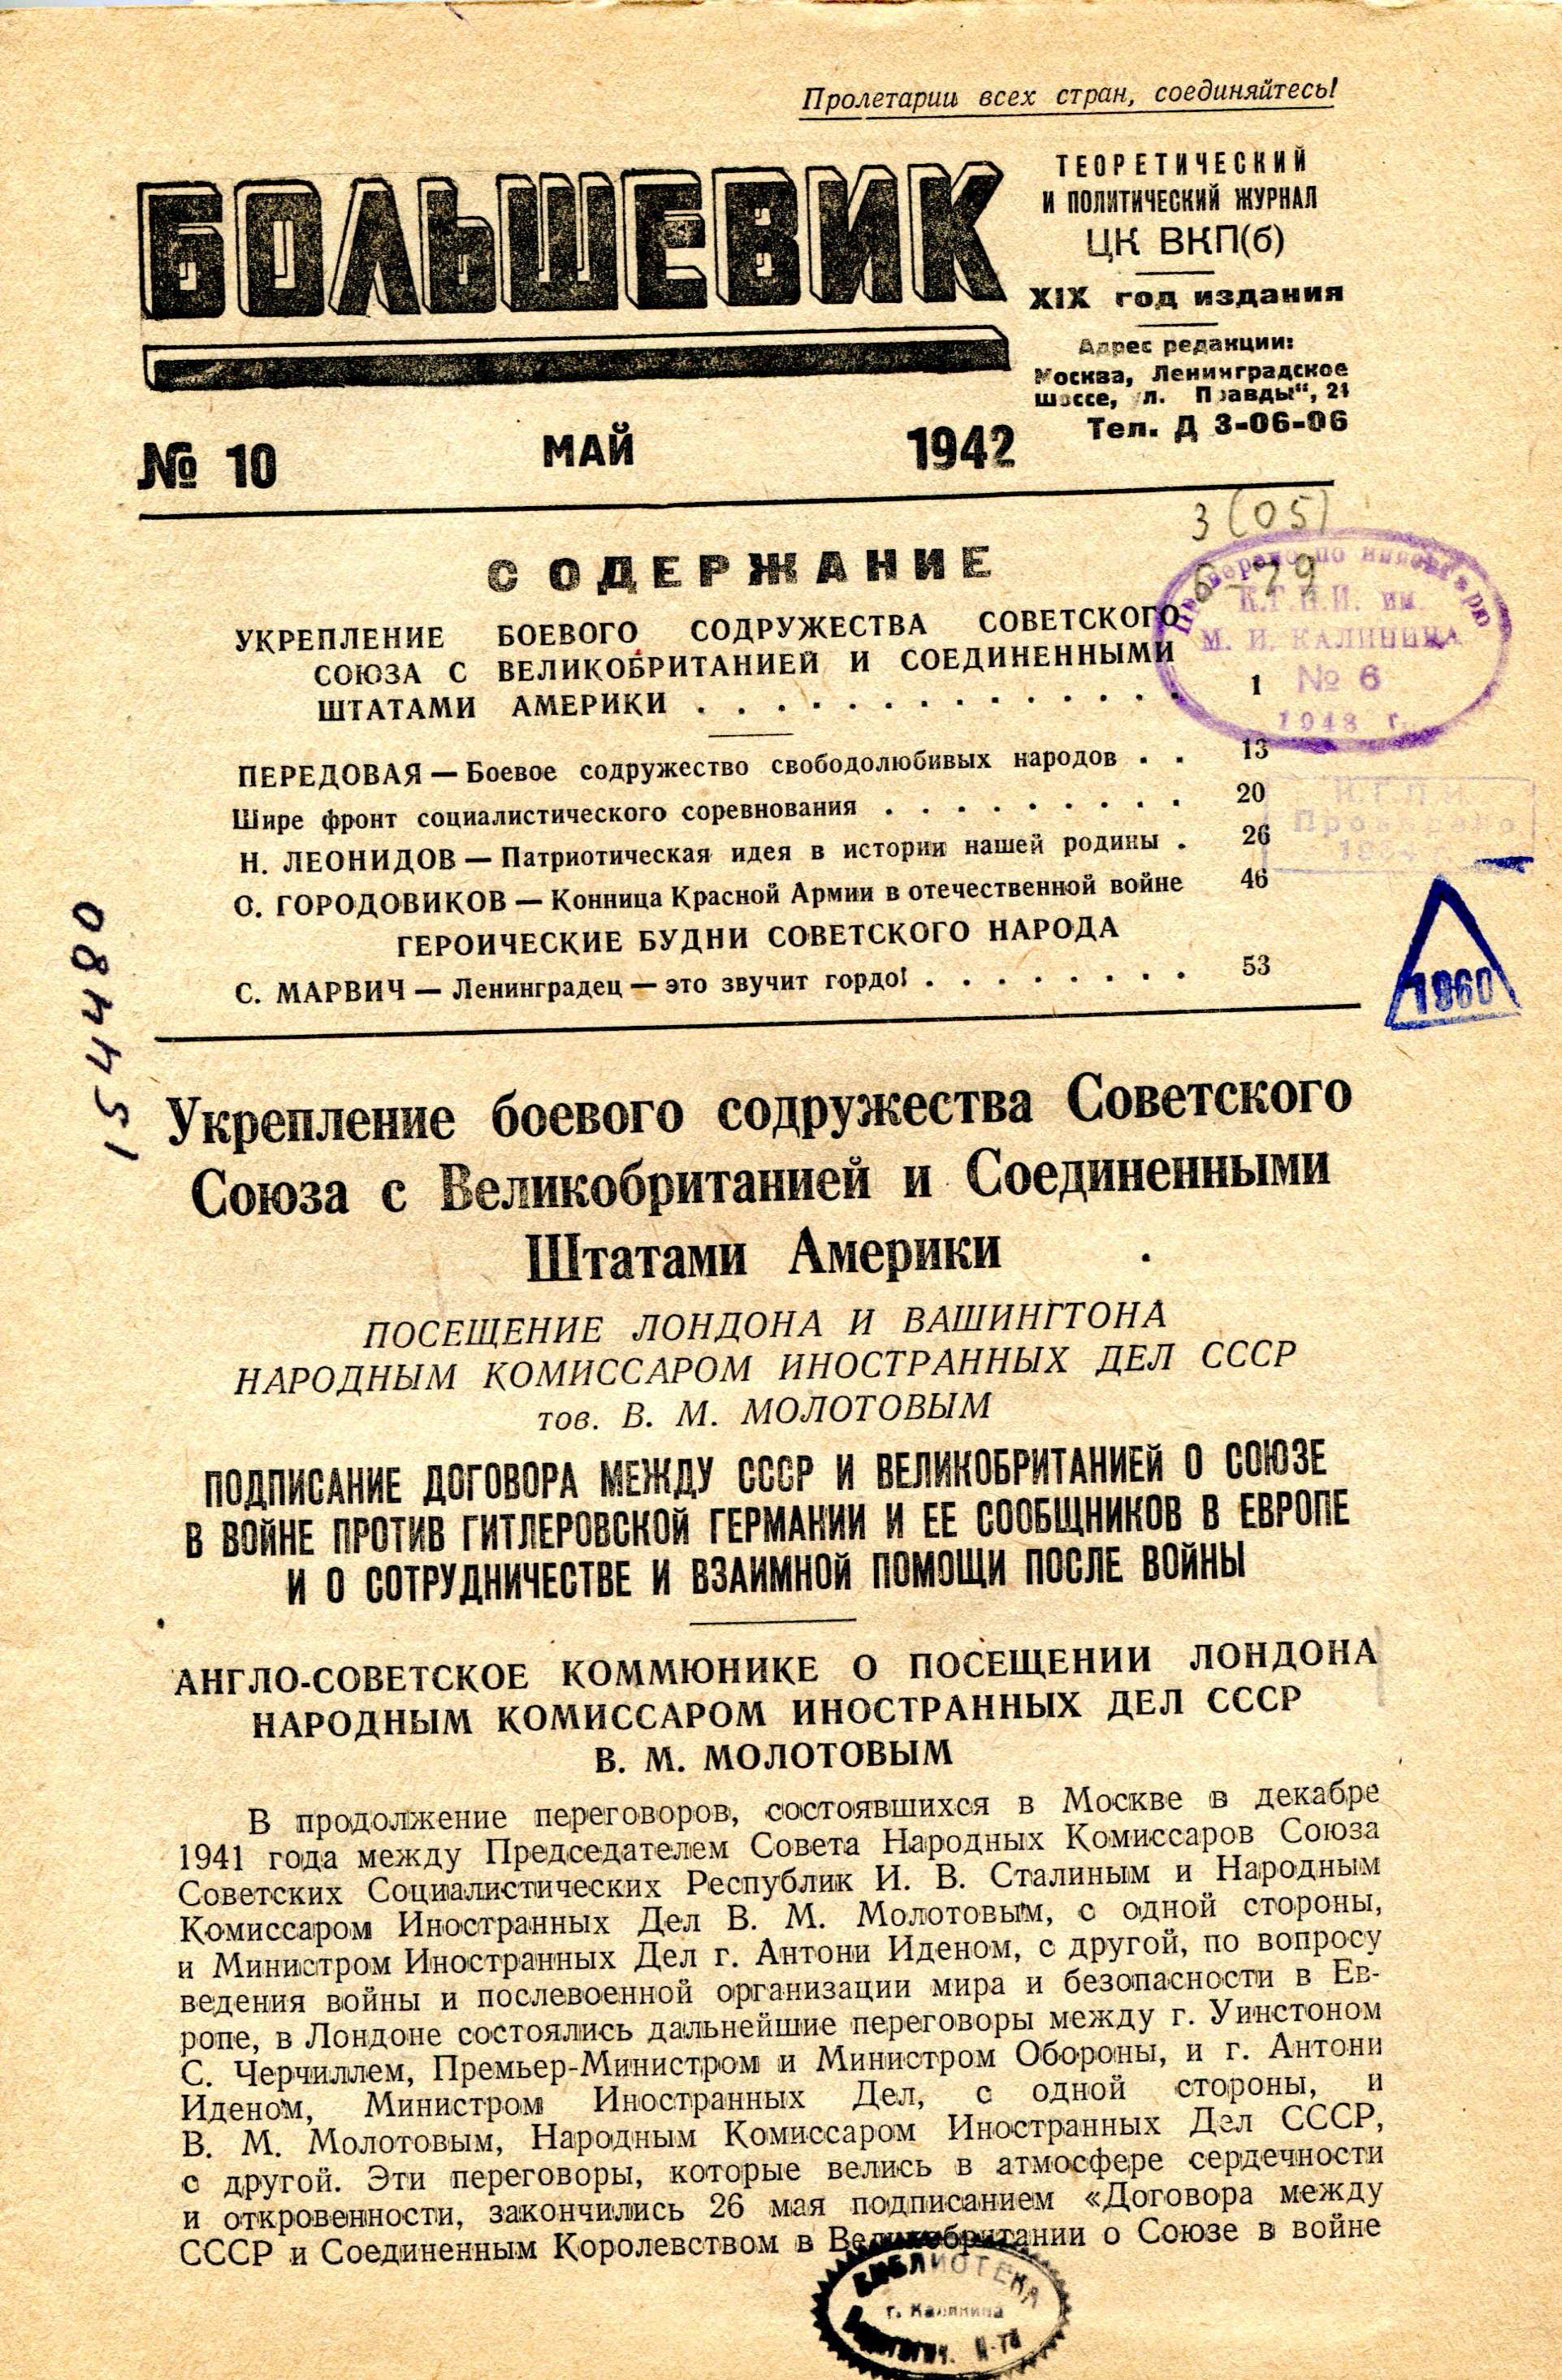 Пролетарии всех стран, соединяйтесь!
БОЛЬШЕВИК
ТЕОРЕТИЧЕСКИЙ
И ПОЛИТИЧЕСКИЙ ЖУРНАЛ
ЦК ВКП(б)
XIX год издания
Адрес редакции:
Москва, Ленинградское
шоссе, ул. Правды“, 24
Тел. Д 3-06-06
№ 10 МАЙ 1942
3(05)
Б-79
Проверено по инвентарю
К.Г.П.И. им.
М. И. КАЛИНИНА
№ 6
1948 г.
СОДЕРЖАНИЕ
УКРЕПЛЕНИЕ БОЕВОГО СОДРУЖЕСТВА СОВЕТСКОГО
СОЮЗА С ВЕЛИКОБРИТАНИЕЙ И СОЕДИНЕННЫМИ
ШТАТАМИ АМЕРИКИ . . . . . . . . . . . . . 1
ПЕРЕДОВАЯ — Боевое содружество свободолюбивых народов . . 13
Шире фронт социалистического соревнования . . . . . . . . . 20
Н. ЛЕОНИДОВ — Патриотическая идея в истории нашей родины . 26
О. ГОРОДОВИКОВ — Конница Красной Армии в отечественной войне 46
ГЕРОИЧЕСКИЕ БУДНИ СОВЕТСКОГО НАРОДА
С. МАРВИЧ — Ленинградец — это звучит гордо! . . . . . . . . 53
К.Г.П.И.
Проверено
1960
154480
Укрепление боевого содружества Советского
Союза с Великобританией и Соединенными
Штатами Америки
ПОСЕЩЕНИЕ ЛОНДОНА И ВАШИНГТОНА
НАРОДНЫМ КОМИССАРОМ ИНОСТРАННЫХ ДЕЛ СССР
тов. В. М. МОЛОТОВЫМ
ПОДПИСАНИЕ ДОГОВОРА МЕЖДУ СССР И ВЕЛИКОБРИТАНИЕЙ О СОЮЗЕ
В ВОЙНЕ ПРОТИВ ГИТЛЕРОВСКОЙ ГЕРМАНИИ И ЕЕ СООБЩНИКОВ В ЕВРОПЕ
И О СОТРУДНИЧЕСТВЕ И ВЗАИМНОЙ ПОМОЩИ ПОСЛЕ ВОЙНЫ
АНГЛО-СОВЕТСКОЕ КОММЮНИКЕ О ПОСЕЩЕНИИ ЛОНДОНА
НАРОДНЫМ КОМИССАРОМ ИНОСТРАННЫХ ДЕЛ СССР
В. М. МОЛОТОВЫМ
В продолжение переговоров, состоявшихся в Москве в декабре
1941 года между Председателем Совета Народных Комиссаров Союза
Советских Социалистических Республик И. В. Сталиным и Народным
Комиссаром Иностранных Дел В. М. Молотовым, с одной стороны,
и Министром Иностранных Дел г. Антони Иденом, с другой, по вопросу
ведения войны и послевоенной организации мира и безопасности в Ев-
ропе, в Лондоне состоялись дальнейшие переговоры между г. Уинстоном
С. Черчиллем, Премьер-Министром и Министром Обороны, и г. Антони
Иденом, Министром Иностранных Дел, с одной стороны, и
В. М. Молотовым, Народным Комиссаром Иностранных Дел СССР,
с другой. Эти переговоры, которые велись в атмосфере сердечности
и откровенности, закончились 26 мая подписанием «Договора между
СССР и Соединенным Королевством в Великобритании о Союзе в войне
БИБЛИОТЕКА
г. Калинина